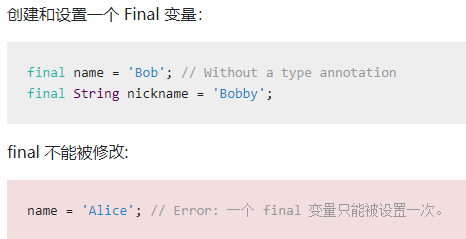 创建和设置一个 Final 变量：
final name = 'Bob'; // Without a type annotation
final String nickname = 'Bobby';
final 不能被修改:
name = 'Alice'; // Error: 一个 final 变量只能被设置一次。